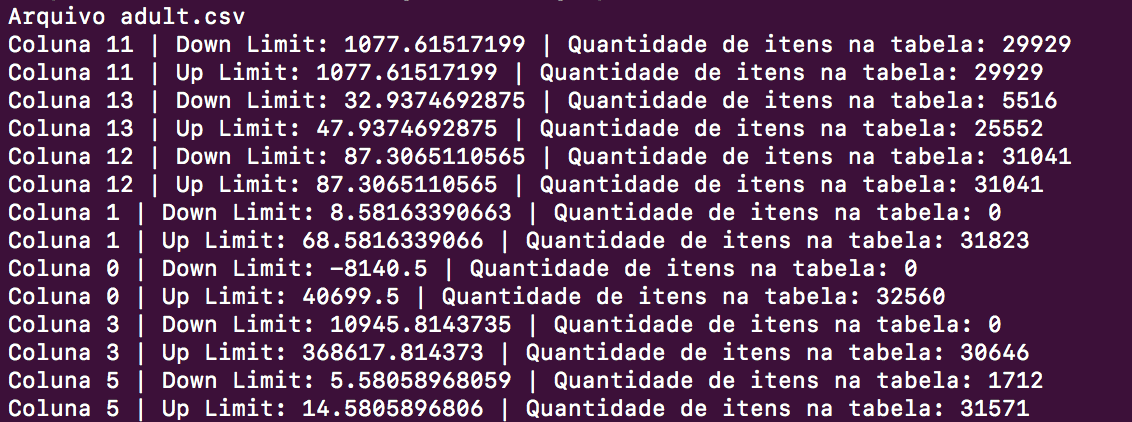 Arquivo adult.csv
Coluna 11 | Down Limit: 1077.61517199 | Quantidade de itens na tabela: 29929
Coluna 11 | Up Limit: 1077.61517199 | Quantidade de itens na tabela: 29929
Coluna 13 | Down Limit: 32.9374692875 | Quantidade de itens na tabela: 5516
Coluna 13 | Up Limit: 47.9374692875 | Quantidade de itens na tabela: 25552
Coluna 12 | Down Limit: 87.3065110565 | Quantidade de itens na tabela: 31041
Coluna 12 | Up Limit: 87.3065110565 | Quantidade de itens na tabela: 31041
Coluna 1 | Down Limit: 8.58163390663 | Quantidade de itens na tabela: 0
Coluna 1 | Up Limit: 68.5816339066 | Quantidade de itens na tabela: 31823
Coluna 0 | Down Limit: -8140.5 | Quantidade de itens na tabela: 0
Coluna 0 | Up Limit: 40699.5 | Quantidade de itens na tabela: 32560
Coluna 3 | Down Limit: 10945.8143735 | Quantidade de itens na tabela: 0
Coluna 3 | Up Limit: 368617.814373 | Quantidade de itens na tabela: 30646
Coluna 5 | Down Limit: 5.58058968059 | Quantidade de itens na tabela: 1712
Coluna 5 | Up Limit: 14.5805896806 | Quantidade de itens na tabela: 31571